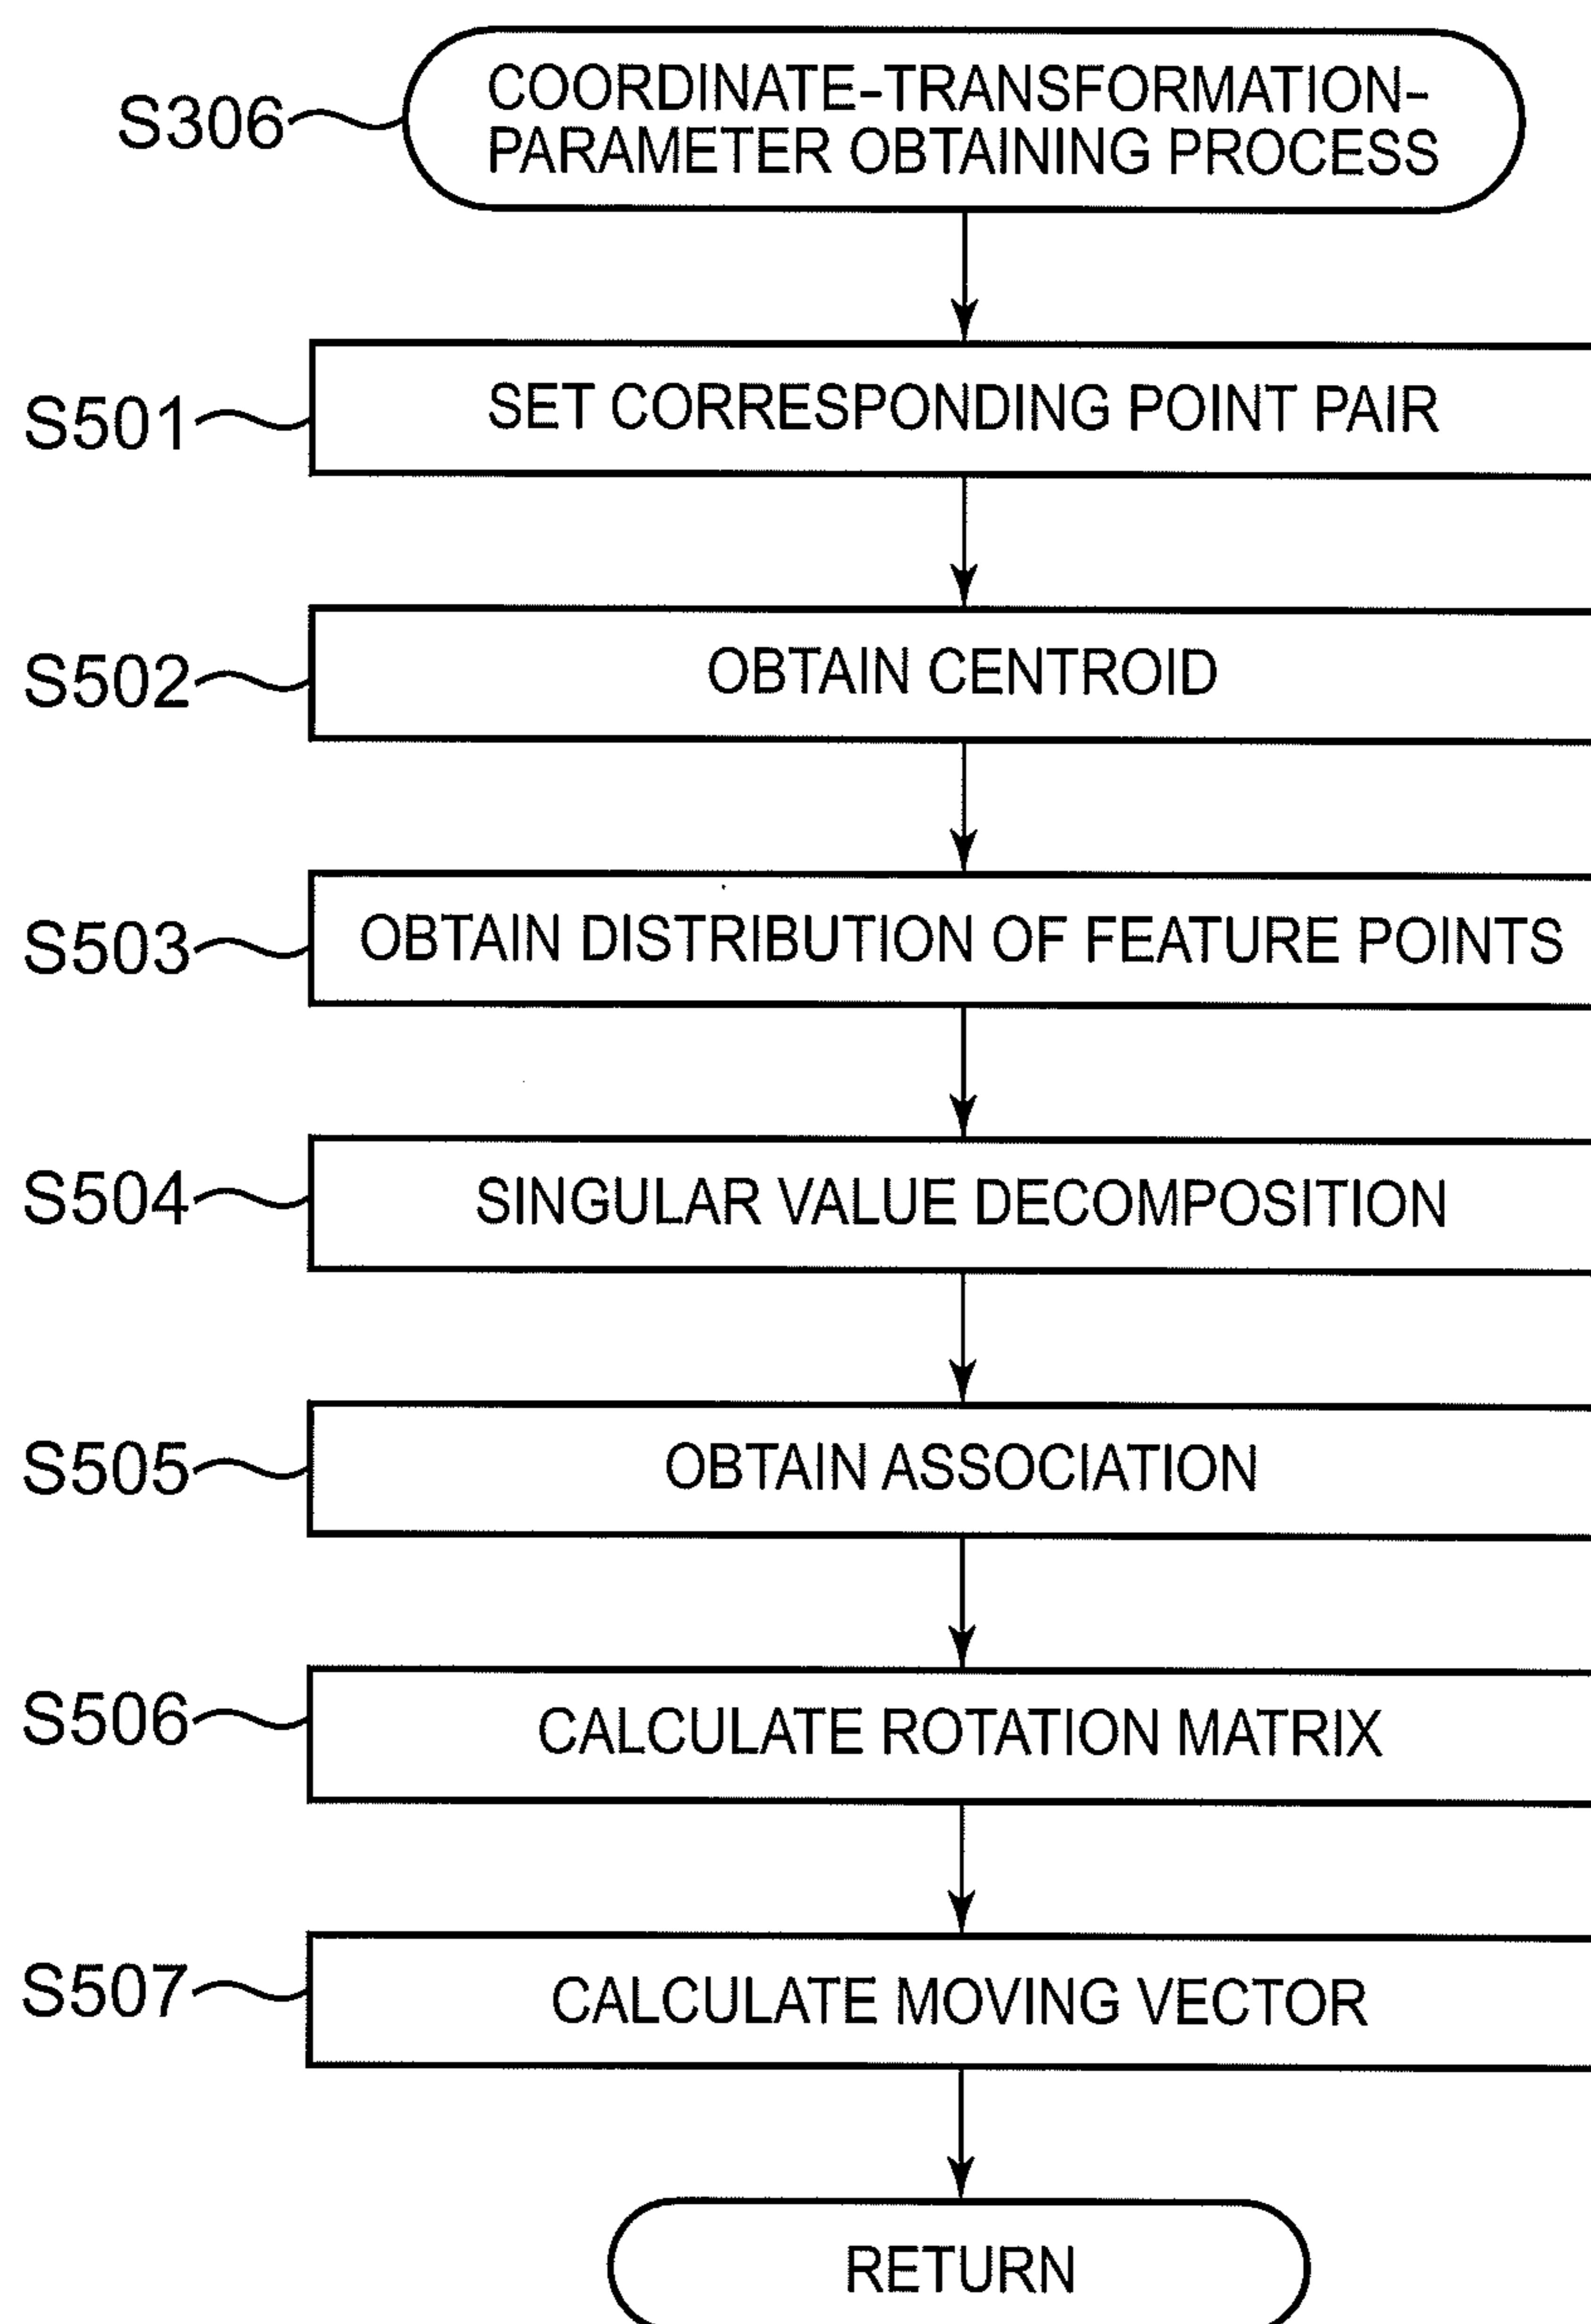 S306
COORDINATE-TRANSFORMATION-
PARAMETER OBTAINING PROCESS
S501
SET CORRESPONDING POINT PAIR
S502
OBTAIN CENTROID
S503
OBTAIN DISTRIBUTION OF FEATURE POINTS
S504
SINGULAR VALUE DECOMPOSITION
S505
OBTAIN ASSOCIATION
S506
CALCULATE ROTATION MATRIX
S507
CALCULATE MOVING VECTOR
RETURN